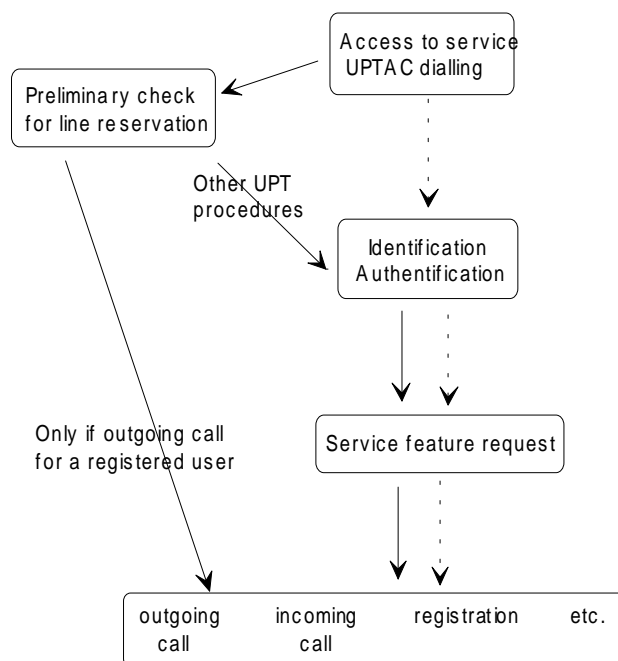 Access to service
UPTAC dialling
Preliminary check
for line reservation
Other UPT
procedures
Identification
Authentification
Only if outgoing call
for a registered user
Service feature request
outgoing call
incoming call
registration
etc.